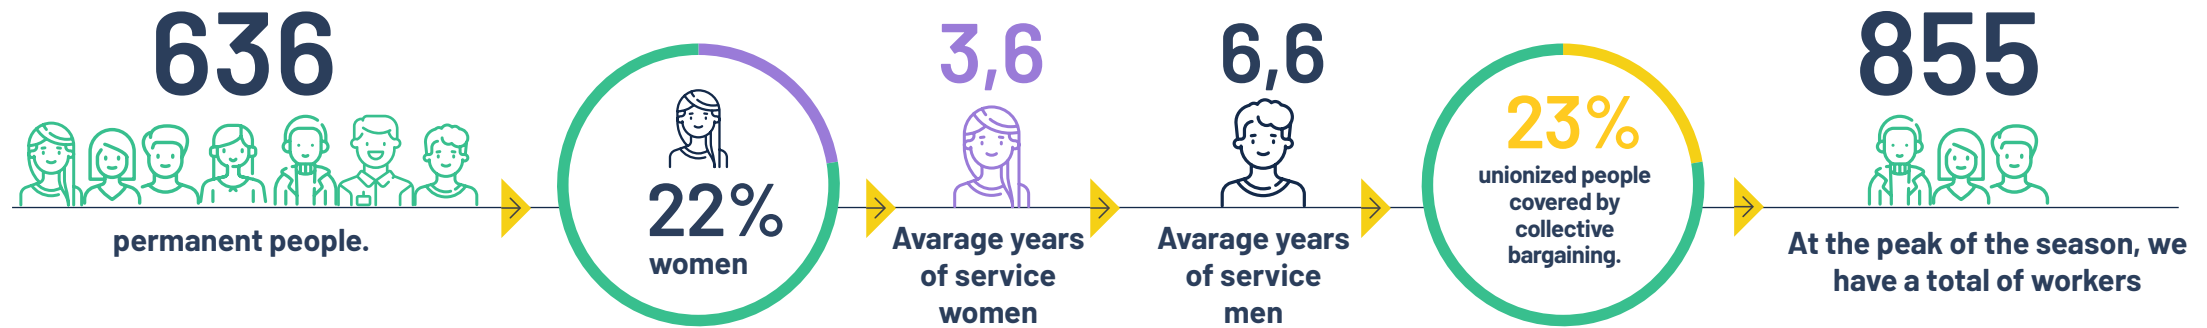 636
permanent people.
22%
women
3,6
Avarage years
of service
women
6,6
Avarage years
of service
men
23%
unionized people
covered by
collective
bargaining.
855
At the peak of the season, we
have a total of workers